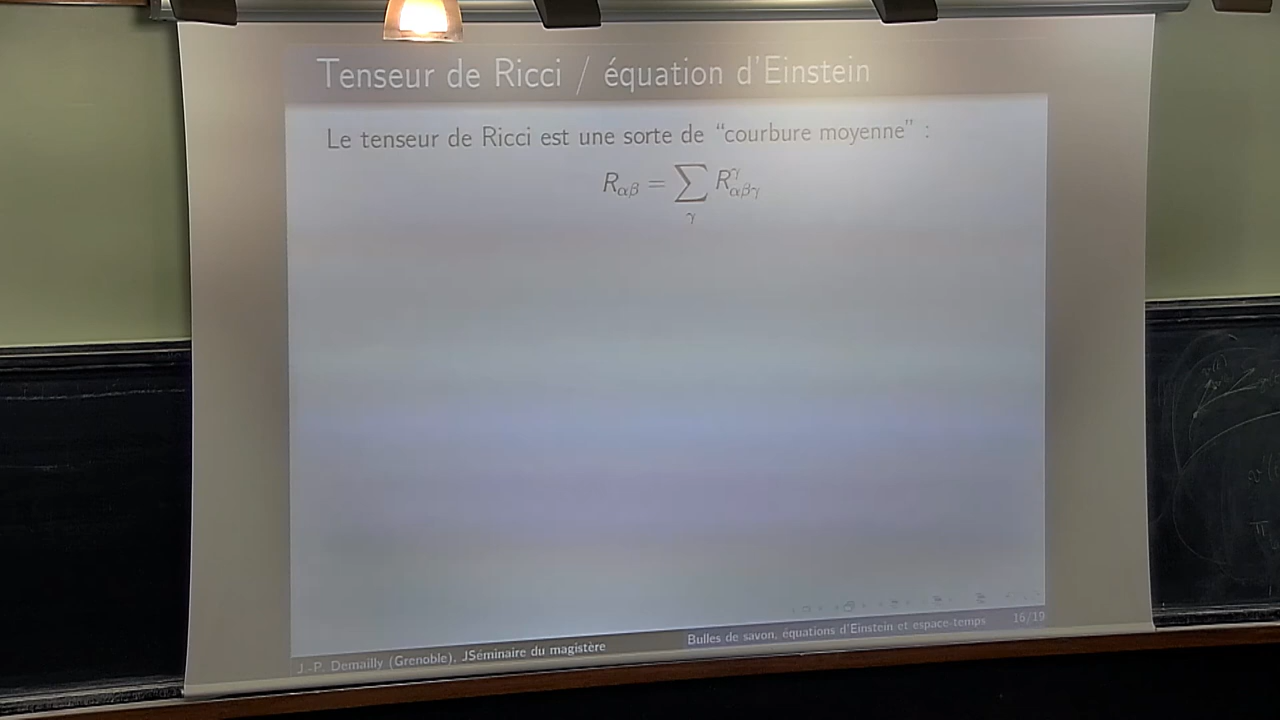 Tenseur de Ricci / équation d'Einstein
Le tenseur de Ricci est une sorte de “courbure moyenne” :
R_{αβ} = ∑_γ R^γ_{αβγ}
J.-P. Demailly (Grenoble), JSéminaire du magistère
Bulles de savon, équations d'Einstein et espace-temps
16/19